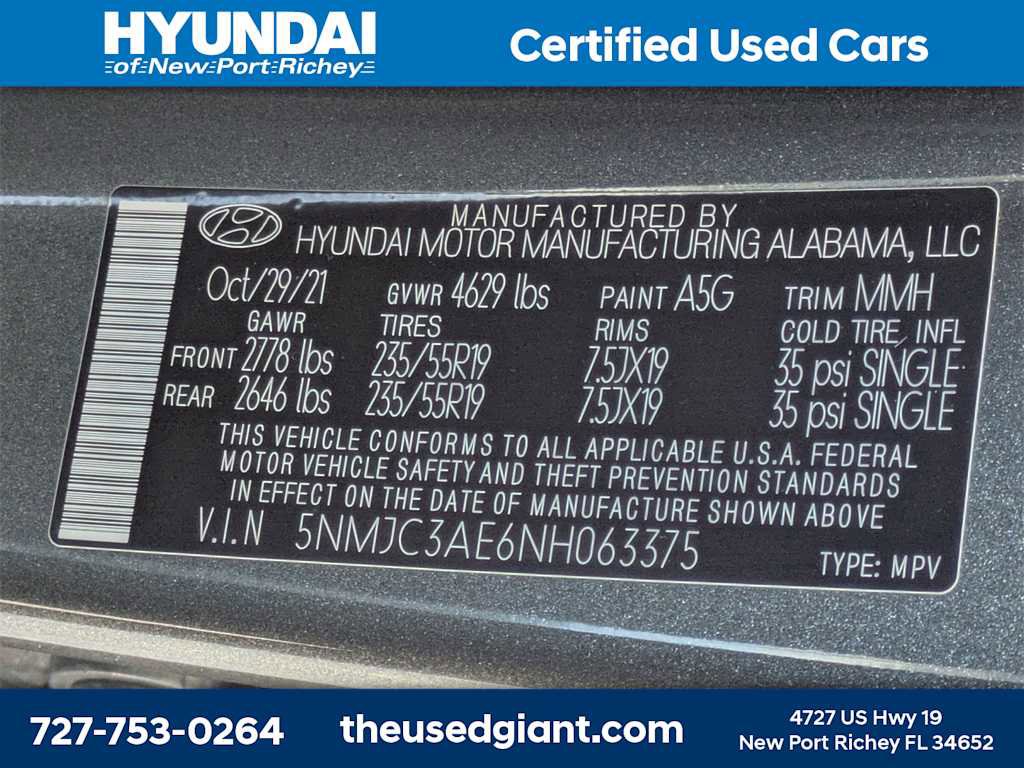 HYUNDAI
of New Port Richey
Certified Used Cars
MANUFACTURED BY
HYUNDAI MOTOR MANUFACTURING ALABAMA, LLC
Oct/29/21 GVWR 4629 lbs PAINT A5G TRIM MMH
GAWR TIRES RIMS COLD TIRE, INFL
FRONT 2778 lbs 235/55R19 7.5JX19 35 psi SINGLE
REAR 2646 lbs 235/55R19 7.5JX19 35 psi SINGLE
THIS VEHICLE CONFORMS TO ALL APPLICABLE U.S.A. FEDERAL
MOTOR VEHICLE SAFETY AND THEFT PREVENTION STANDARDS
IN EFFECT ON THE DATE OF MANUFACTURE SHOWN ABOVE
V.I.N 5NMJC3AE6NH063375
TYPE: MPV
727-753-0264
theusedgiant.com
4727 US Hwy 19
New Port Richey FL 34652